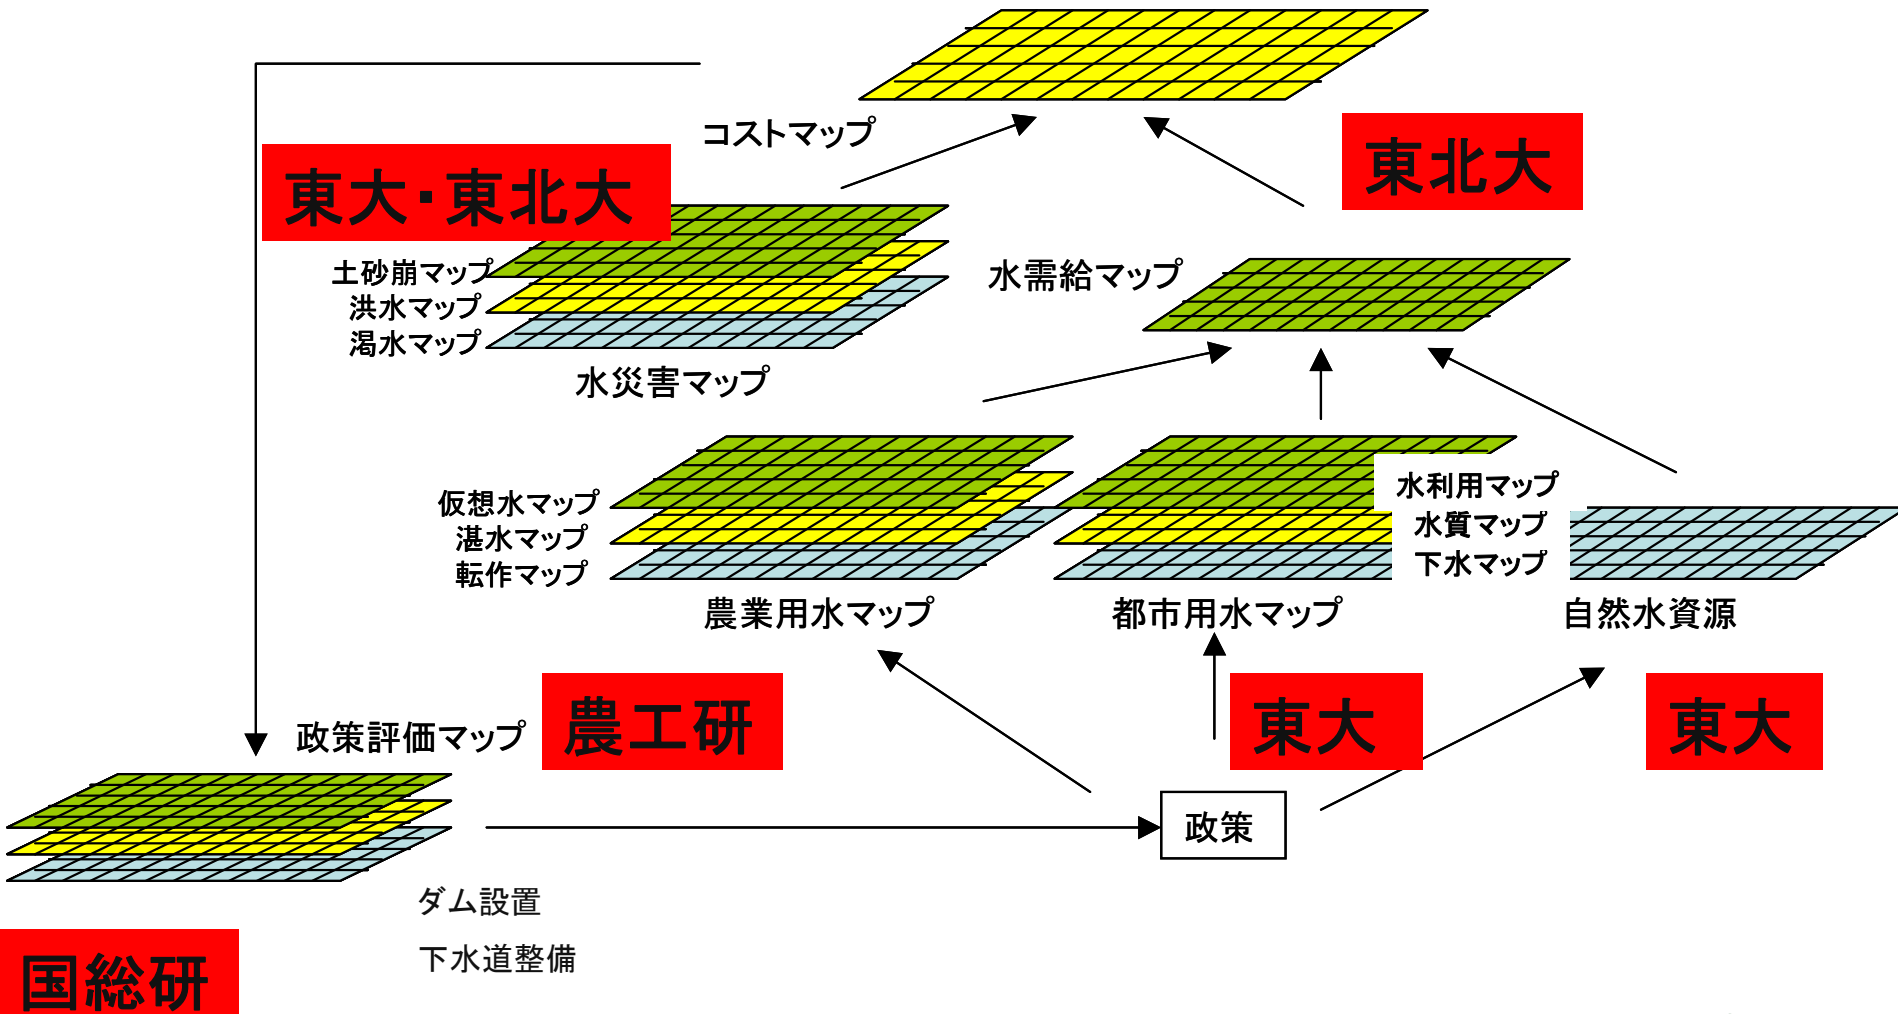 コストマップ
東北大
東大・東北大
土砂崩マップ
洪水マップ
渇水マップ
水災害マップ
水需給マップ
仮想水マップ
湛水マップ
転作マップ
農業用水マップ
水利用マップ
水質マップ
下水マップ
都市用水マップ
自然水資源
農工研
東大
東大
政策評価マップ
政策
ダム設置
下水道整備
国総研